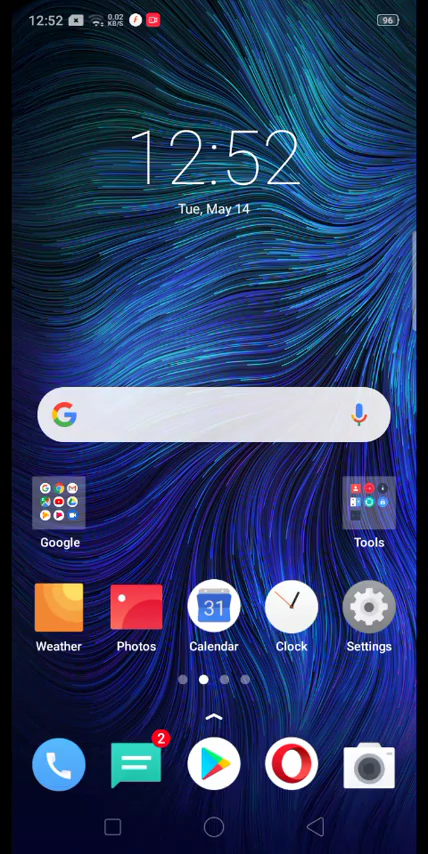 12:52
0.02
KB/S
96
12:52
Tue, May 14
Google
Tools
31
Weather
Photos
Calendar
Clock
Settings
2